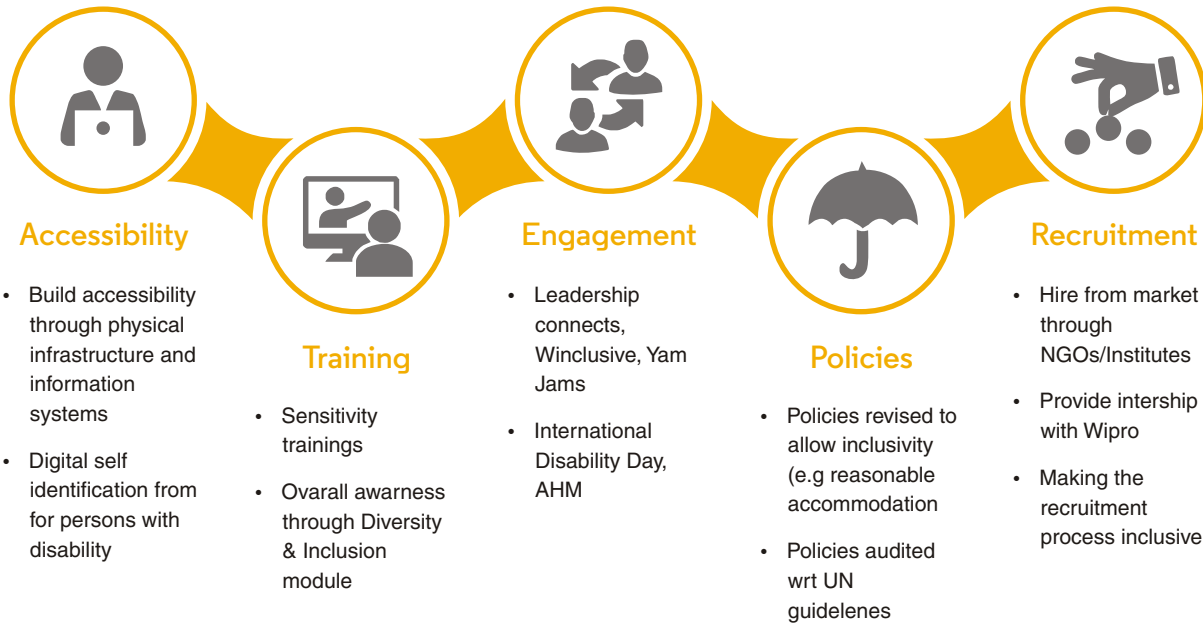 Accessibility
• Build accessibility
through physical
infrastructure and
information
systems
• Digital self
identification from
for persons with
disability
Training
• Sensitivity
trainings
• Ovarall awarness
through Diversity
& Inclusion
module
Engagement
• Leadership
connects,
Winclusive, Yam
Jams
• International
Disability Day,
AHM
Policies
• Policies revised to
allow inclusivity
(e.g reasonable
accommodation
• Policies audited
wrt UN
guidelenes
Recruitment
• Hire from market
through
NGOs/Institutes
• Provide intership
with Wipro
• Making the
recruitment
process inclusive